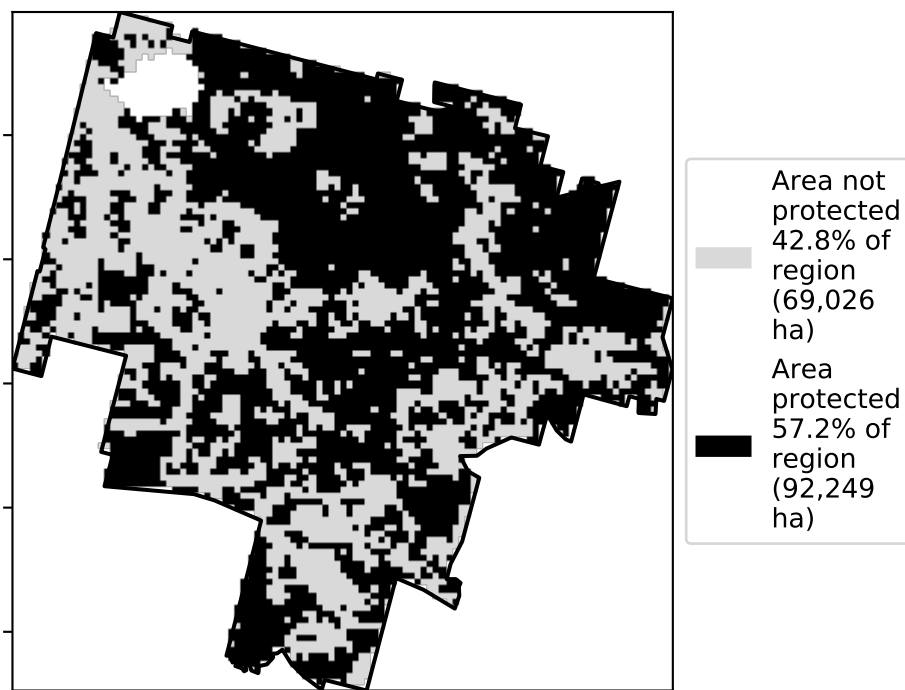 Area not
protected
42.8% of
region
(69,026
ha)
Area
protected
57.2% of
region
(92,249
ha)